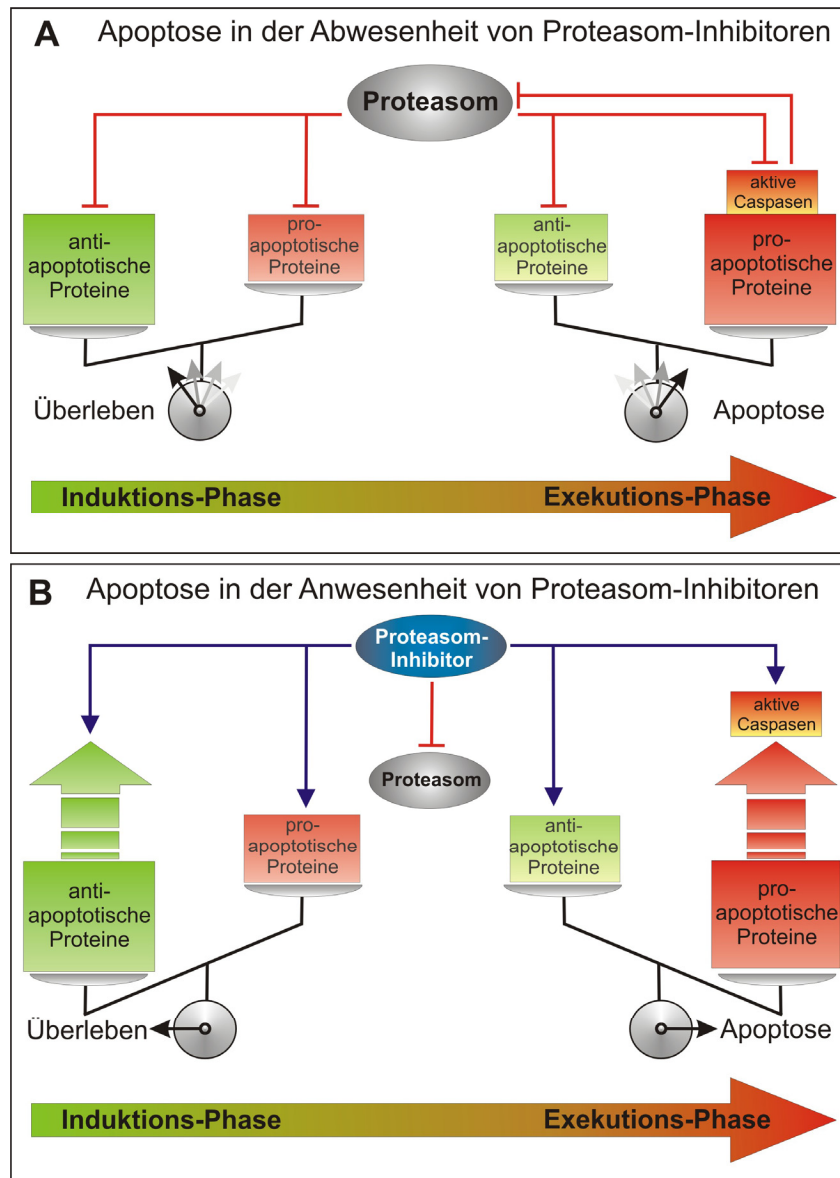 A Apoptose in der Abwesenheit von Proteasom-Inhibitoren
Proteasom
anti-
apoptotische
Proteine
pro-
apoptotische
Proteine
anti-
apoptotische
Proteine
aktive
Caspasen
pro-
apoptotische
Proteine
Überleben
Apoptose
Induktions-Phase
Exekutions-Phase
B Apoptose in der Anwesenheit von Proteasom-Inhibitoren
Proteasom-
Inhibitor
aktive
Caspasen
Proteasom
pro-
apoptotische
Proteine
anti-
apoptotische
Proteine
anti-
apoptotische
Proteine
pro-
apoptotische
Proteine
Überleben
Apoptose
Induktions-Phase
Exekutions-Phase